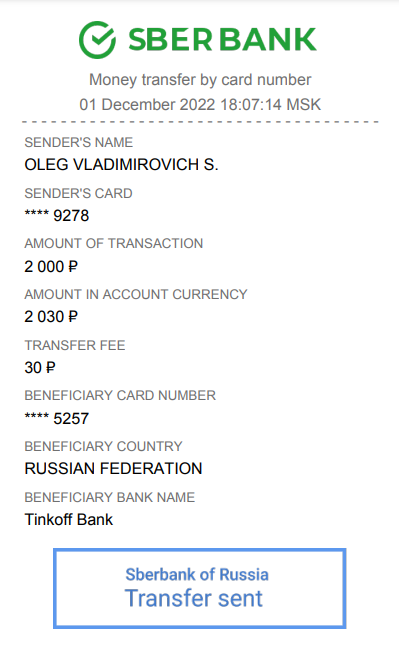 SBER BANK
Money transfer by card number
01 December 2022 18:07:14 MSK
SENDER'S NAME
OLEG VLADIMIROVICH S.
SENDER'S CARD
**** 9278
AMOUNT OF TRANSACTION
2 000 ₽
AMOUNT IN ACCOUNT CURRENCY
2 030 ₽
TRANSFER FEE
30 ₽
BENEFICIARY CARD NUMBER
**** 5257
BENEFICIARY COUNTRY
RUSSIAN FEDERATION
BENEFICIARY BANK NAME
Tinkoff Bank
Sberbank of Russia
Transfer sent